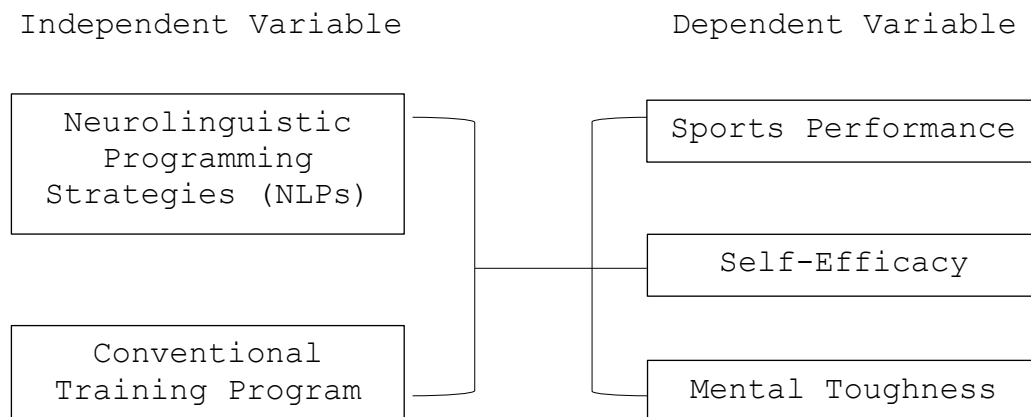 Independent Variable
Dependent Variable
Neurolinguistic
Programming
Strategies (NLPs)
Conventional
Training Program
Sports Performance
Self-Efficacy
Mental Toughness